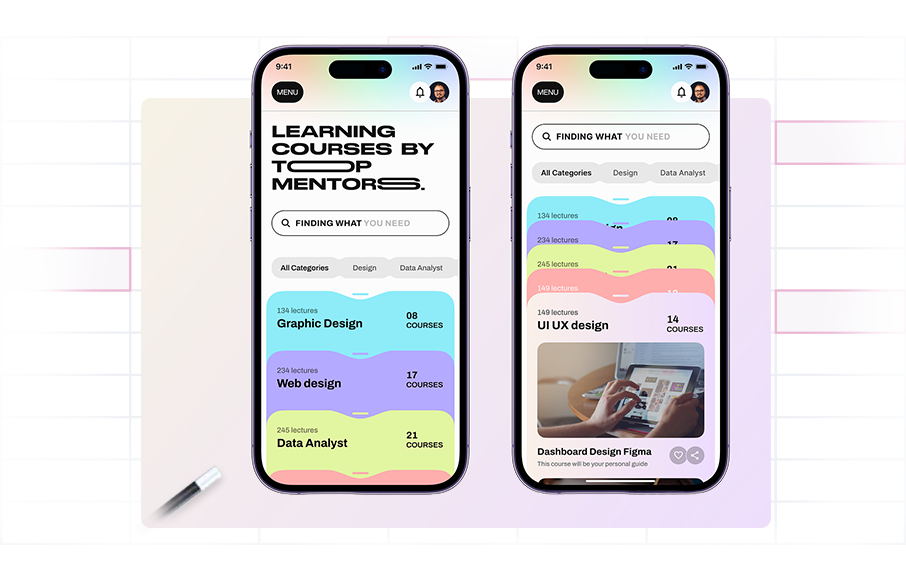 9:41
MENU
LEARNING
COURSES BY
TOP
MENTORS.
FINDING WHAT YOU NEED
All Categories Design Data Analyst
134 lectures
Graphic Design
08
COURSES
234 lectures
Web design
17
COURSES
245 lectures
Data Analyst
21
COURSES
9:41
MENU
FINDING WHAT YOU NEED
All Categories Design Data Analyst
134 lectures
08
234 lectures
17
245 lectures
21
149 lectures
149 lectures
UI UX design
14
COURSES
Dashboard Design Figma
This course will be your personal guide